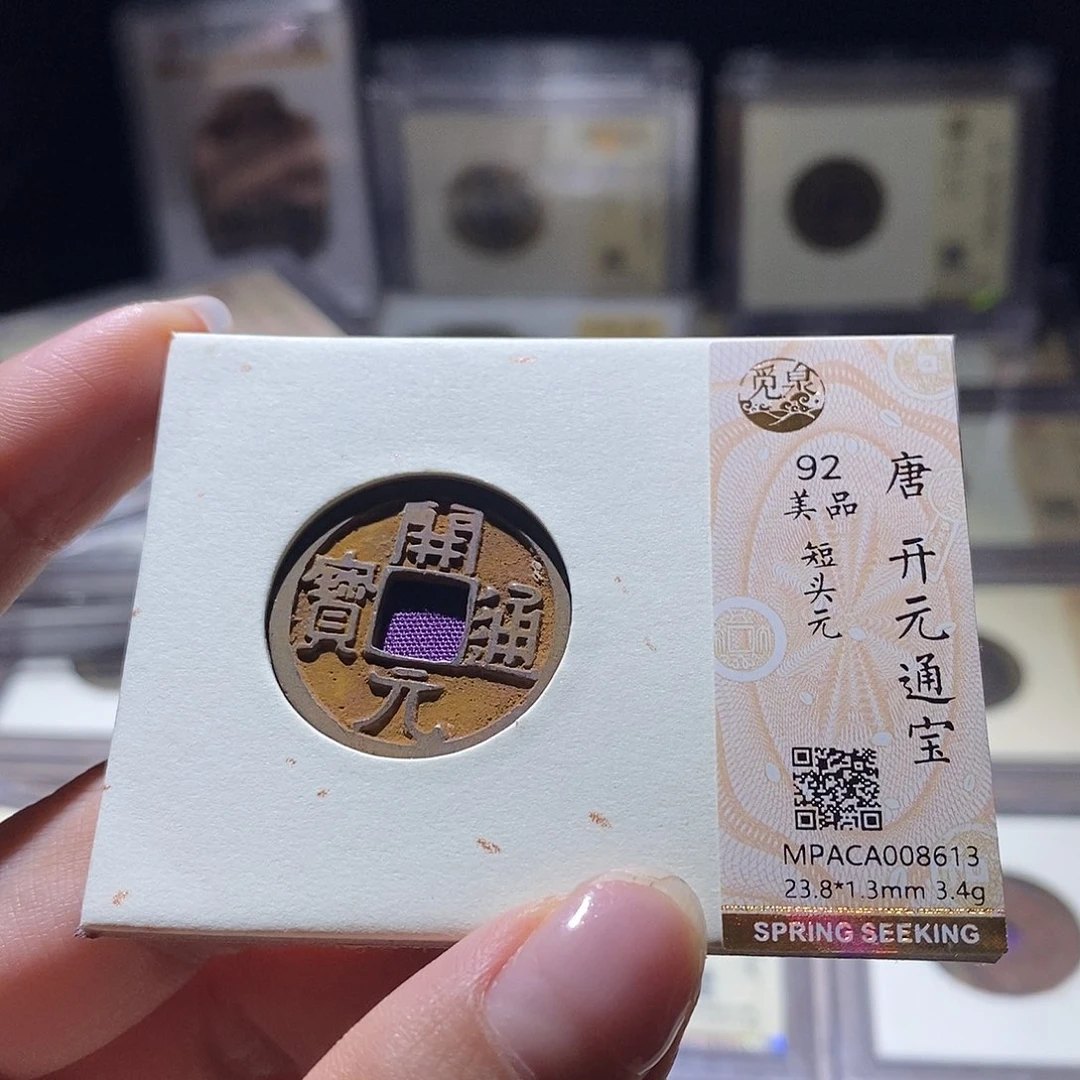 開
通
元
寶
觅泉
唐 开元通宝
92
美品
短头元
MPACA008613
23.8*1.3mm 3.4g
SPRING SEEKING